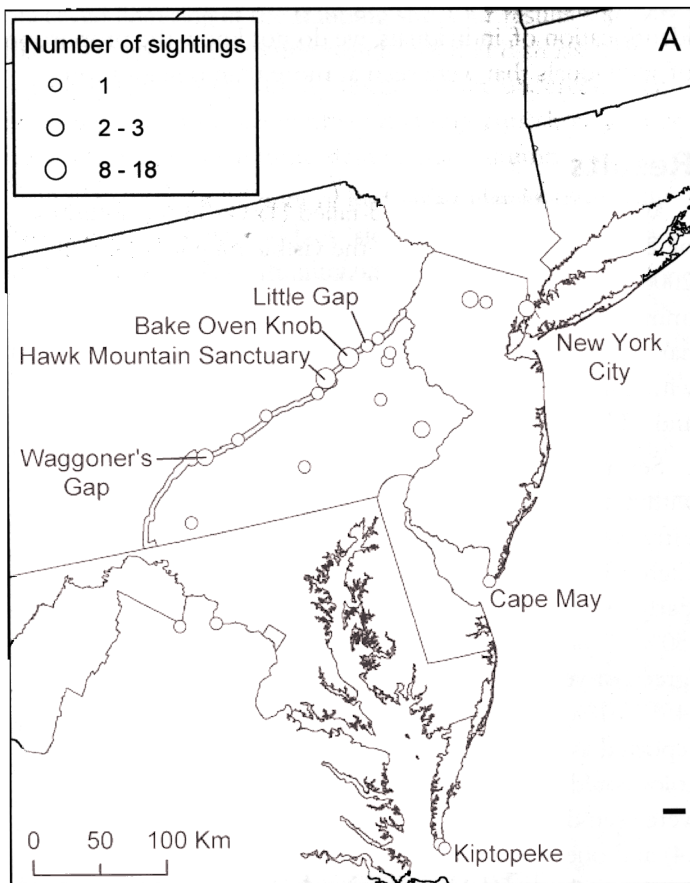 A
Number of sightings
1
2 - 3
8 - 18
Little Gap
Bake Oven Knob
Hawk Mountain Sanctuary
New York
City
Waggoner's
Gap
Cape May
Kiptopeke
0 50 100 Km